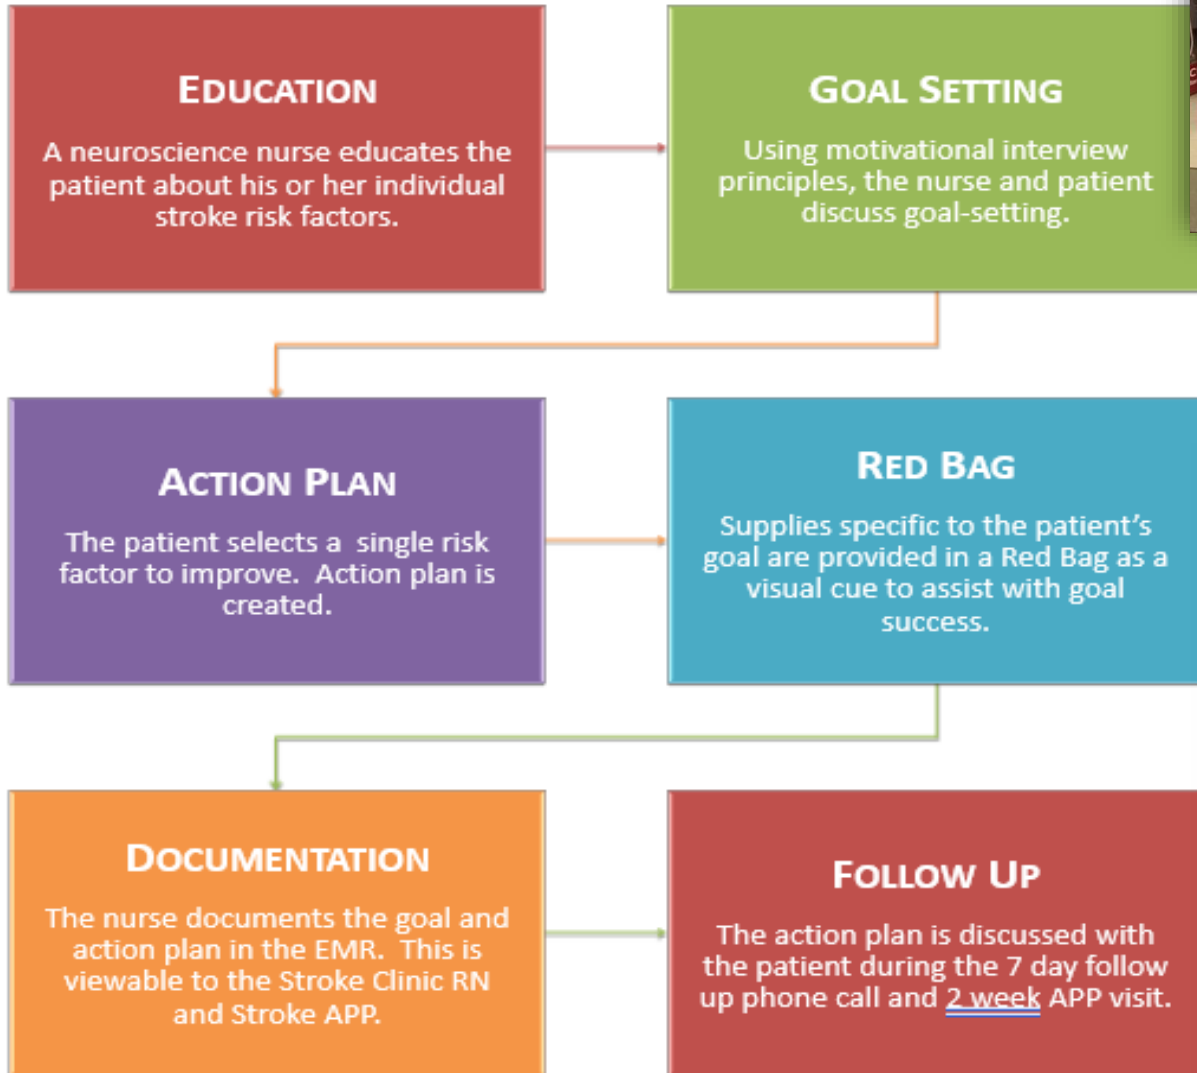 EDUCATION
A neuroscience nurse educates the
patient about his or her individual
stroke risk factors.
GOAL SETTING
Using motivational interview
principles, the nurse and patient
discuss goal-setting.
ACTION PLAN
The patient selects a  single risk
factor to improve.  Action plan is
created.
RED BAG
Supplies specific to the patient’s
goal are provided in a Red Bag as a
visual cue to assist with goal
success.
DOCUMENTATION
The nurse documents the goal and
action plan in the EMR.  This is
viewable to the Stroke Clinic RN
and Stroke APP.
FOLLOW UP
The action plan is discussed with
the patient during the 7 day follow
up phone call and 2 week APP visit.